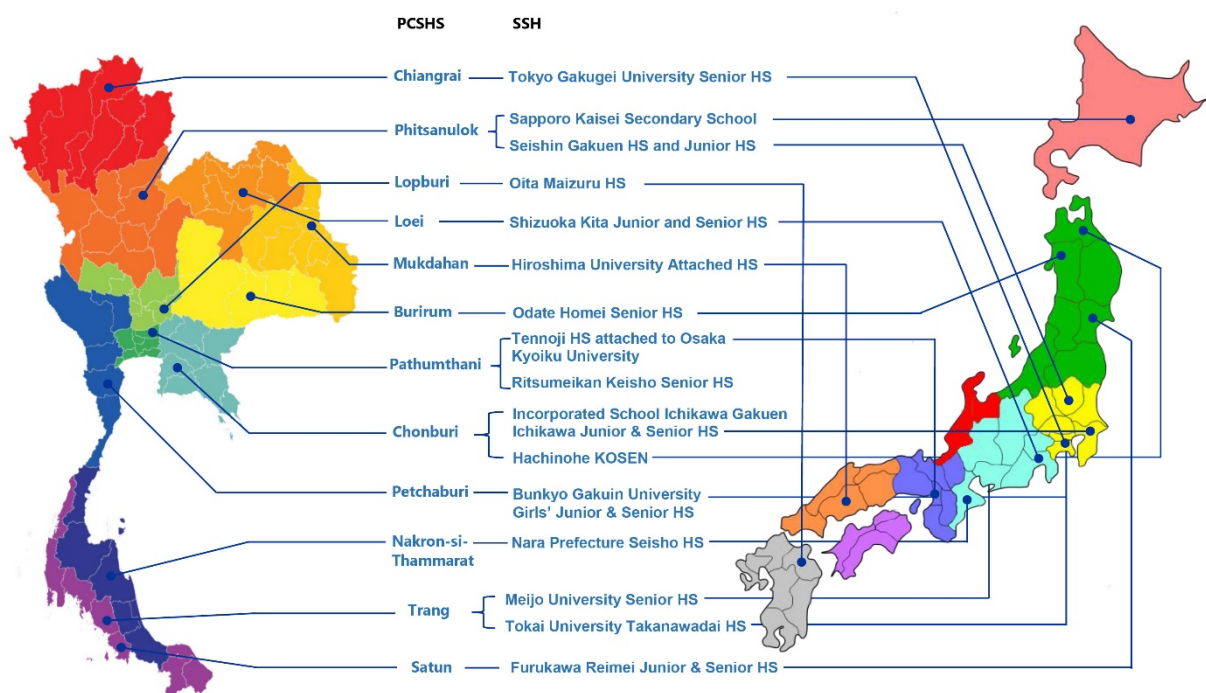 PCSHS SSH
Chiangrai Tokyo Gakugei University Senior HS
Phitsanulok Sapporo Kaisei Secondary School
Seishin Gakuen HS and Junior HS
Lopburi Oita Maizuru HS
Loei Shizuoka Kita Junior and Senior HS
Mukdahan Hiroshima University Attached HS
Burirum Odate Homei Senior HS
Pathumthani Tennoji HS attached to Osaka
Kyoiku University
Ritsumeikan Keisho Senior HS
Chonburi Incorporated School Ichikawa Gakuen
Ichikawa Junior & Senior HS
Hachinohe KOSEN
Petchaburi Bunkyo Gakuin University
Girls' Junior & Senior HS
Nakron-si- Nara Prefecture Seisho HS
Thammarat
Trang Meijo University Senior HS
Tokai University Takanawadai HS
Satun Furukawa Reimei Junior & Senior HS